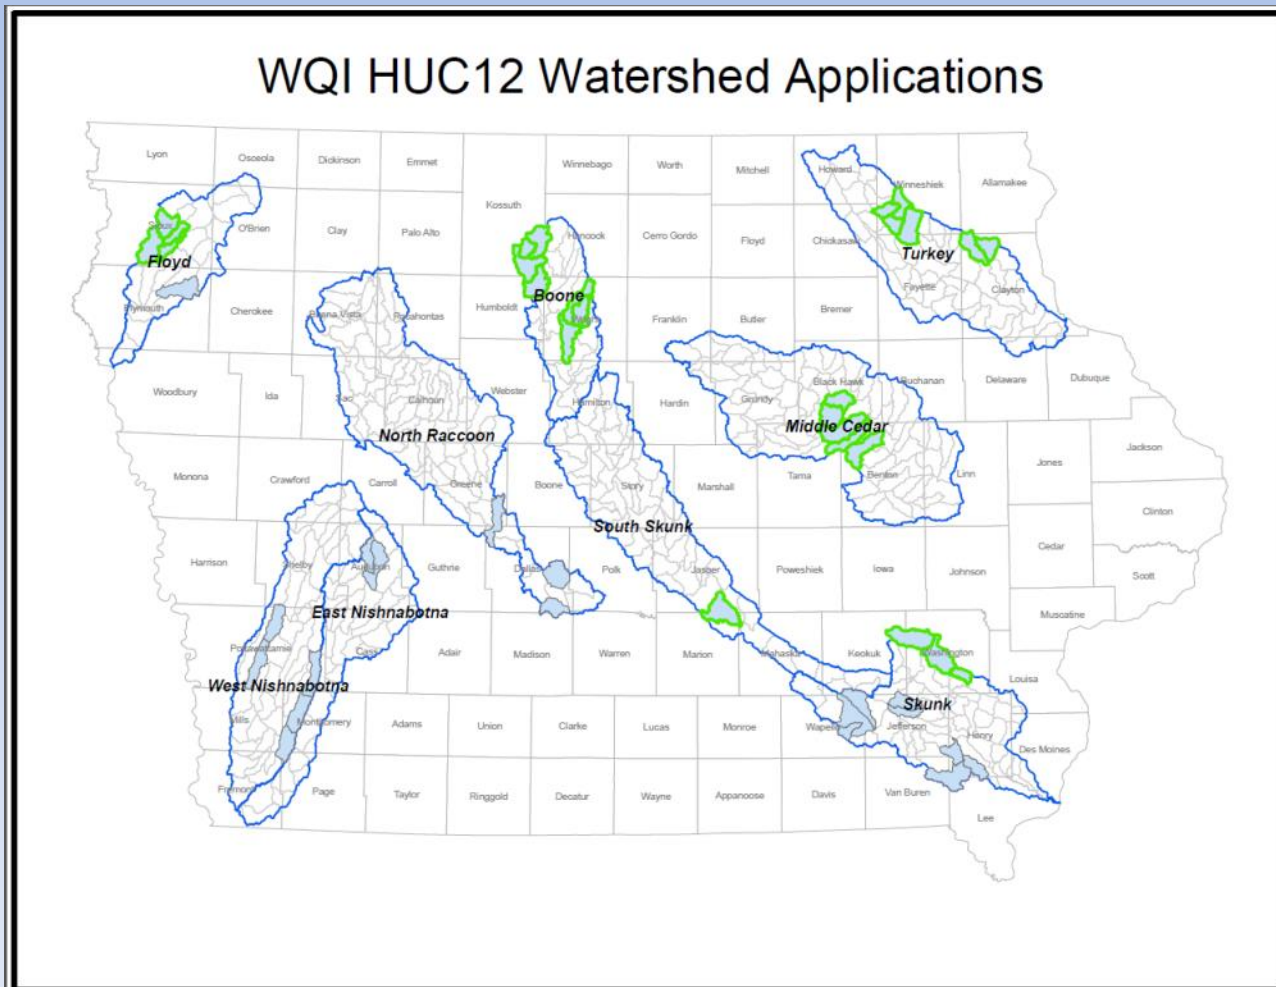 WQI HUC12 Watershed Applications
Lyon
Osceola
Dickinson
Emmet
Winnebago
Worth
Mitchell
Howard
Winneshiek
Allamakee
Kossuth
Sioux
O'Brien
Clay
Palo Alto
Hancock
Cerro Gordo
Floyd
Chickasaw
Turkey
Floyd
Fayette
Clayton
Boone
Plymouth
Cherokee
Buena Vista
Pocahontas
Humboldt
Wright
Franklin
Butler
Bremer
Woodbury
Ida
Sac
Calhoun
Webster
Hamilton
Hardin
Grundy
Black Hawk
Buchanan
Delaware
Dubuque
North Raccoon
Middle Cedar
Jackson
Monona
Crawford
Carroll
Greene
Boone
Story
Marshall
Tama
Benton
Linn
Jones
Clinton
South Skunk
Harrison
Shelby
Audubon
Guthrie
Dallas
Polk
Jasper
Poweshiek
Iowa
Johnson
Cedar
Scott
Muscatine
East Nishnabotna
Pottawattamie
Cass
Adair
Madison
Warren
Marion
Mahaska
Keokuk
Washington
Louisa
West Nishnabotna
Skunk
Mills
Montgomery
Adams
Union
Clarke
Lucas
Monroe
Wapello
Jefferson
Henry
Des Moines
Fremont
Page
Taylor
Ringgold
Decatur
Wayne
Appanoose
Davis
Van Buren
Lee